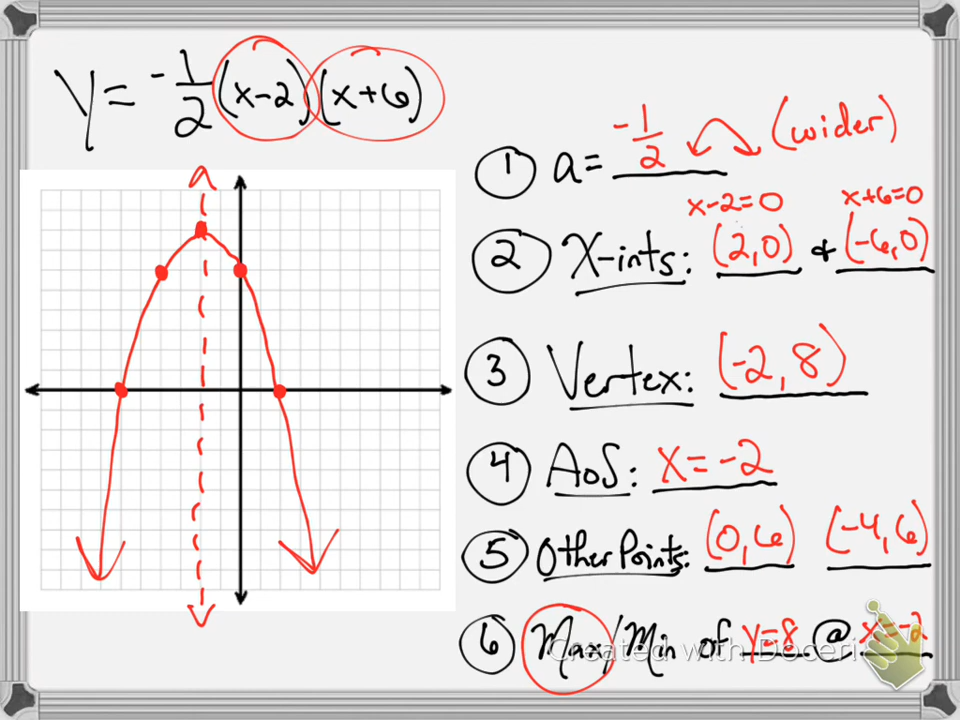 y = -1/2 (x-2)(x+6)
① a = -1/2 (wider)
x-2=0 x+6=0
② X-ints: (2,0) & (-6,0)
③ Vertex: (-2,8)
④ AoS: x=-2
⑤ Other Points: (0,6) (-4,6)
⑥ Max/Min of y=8 @ x=-2
Created with Doceri